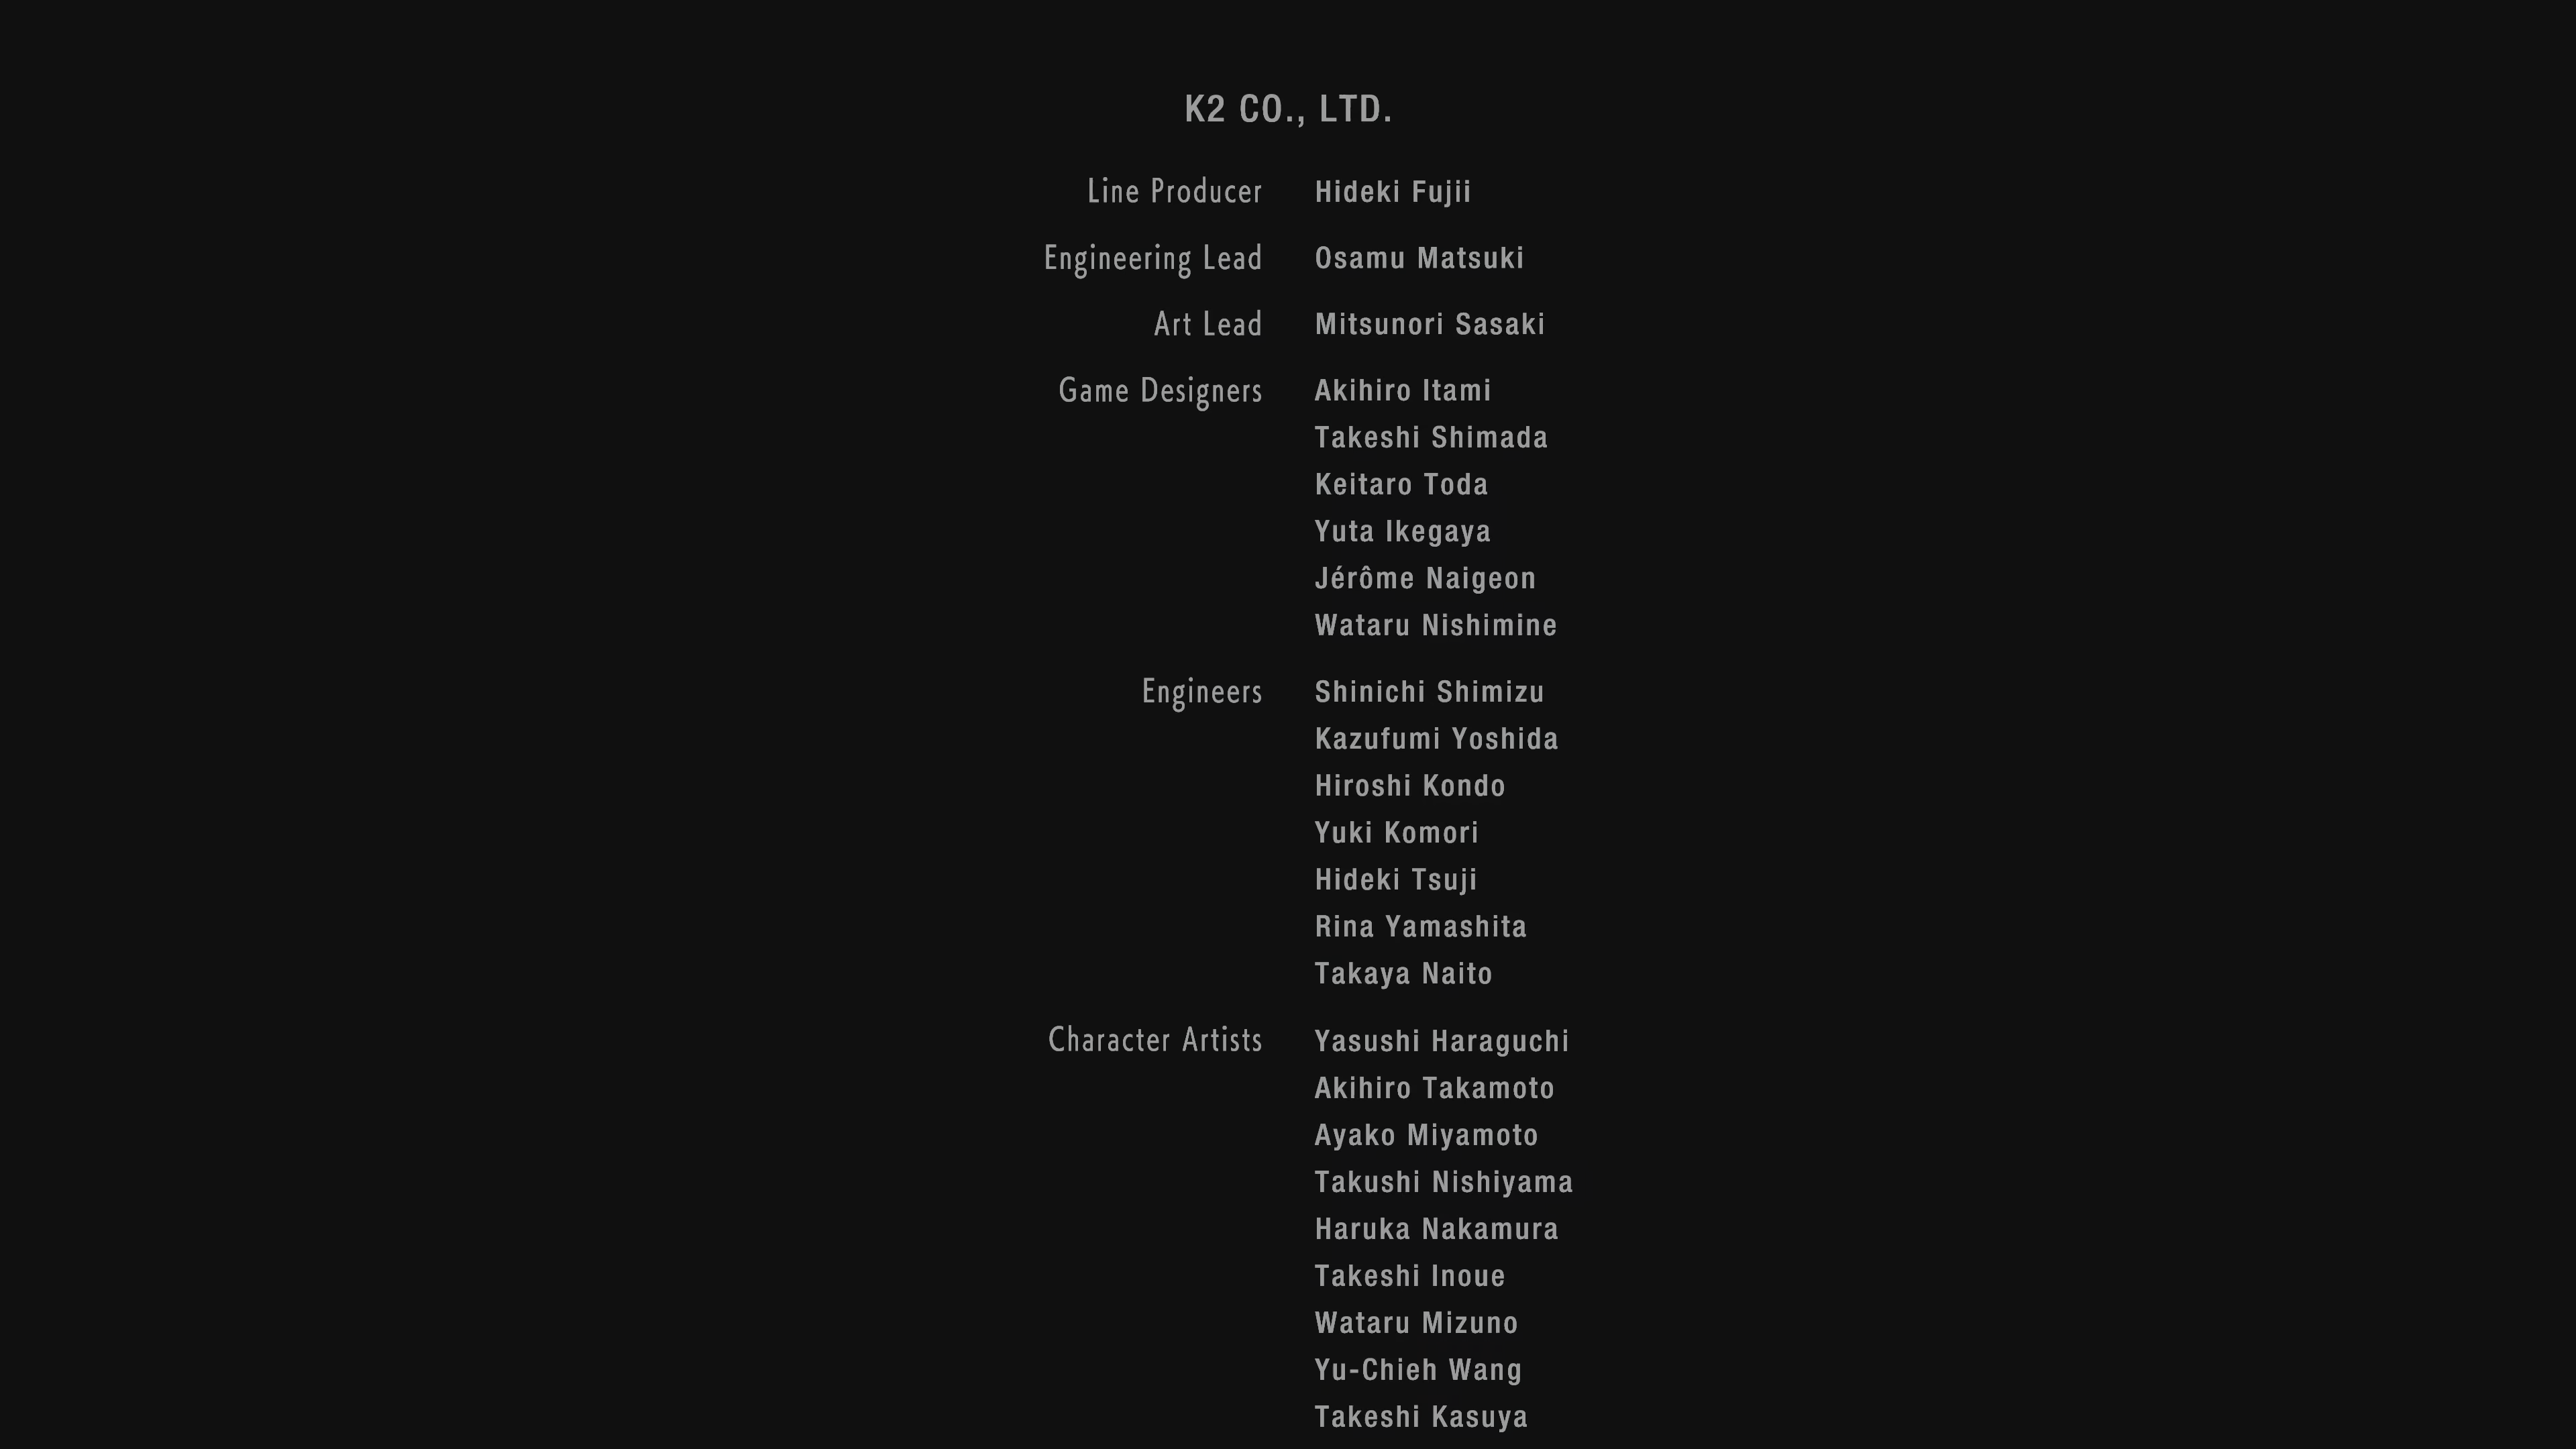 K2 CO., LTD.
Line Producer Hideki Fujii
Engineering Lead Osamu Matsuki
Art Lead Mitsunori Sasaki
Game Designers Akihiro Itami
Takeshi Shimada
Keitaro Toda
Yuta Ikegaya
Jérôme Naigeon
Wataru Nishimine
Engineers Shinichi Shimizu
Kazufumi Yoshida
Hiroshi Kondo
Yuki Komori
Hideki Tsuji
Rina Yamashita
Takaya Naito
Character Artists Yasushi Haraguchi
Akihiro Takamoto
Ayako Miyamoto
Takushi Nishiyama
Haruka Nakamura
Takeshi Inoue
Wataru Mizuno
Yu-Chieh Wang
Takeshi Kasuya